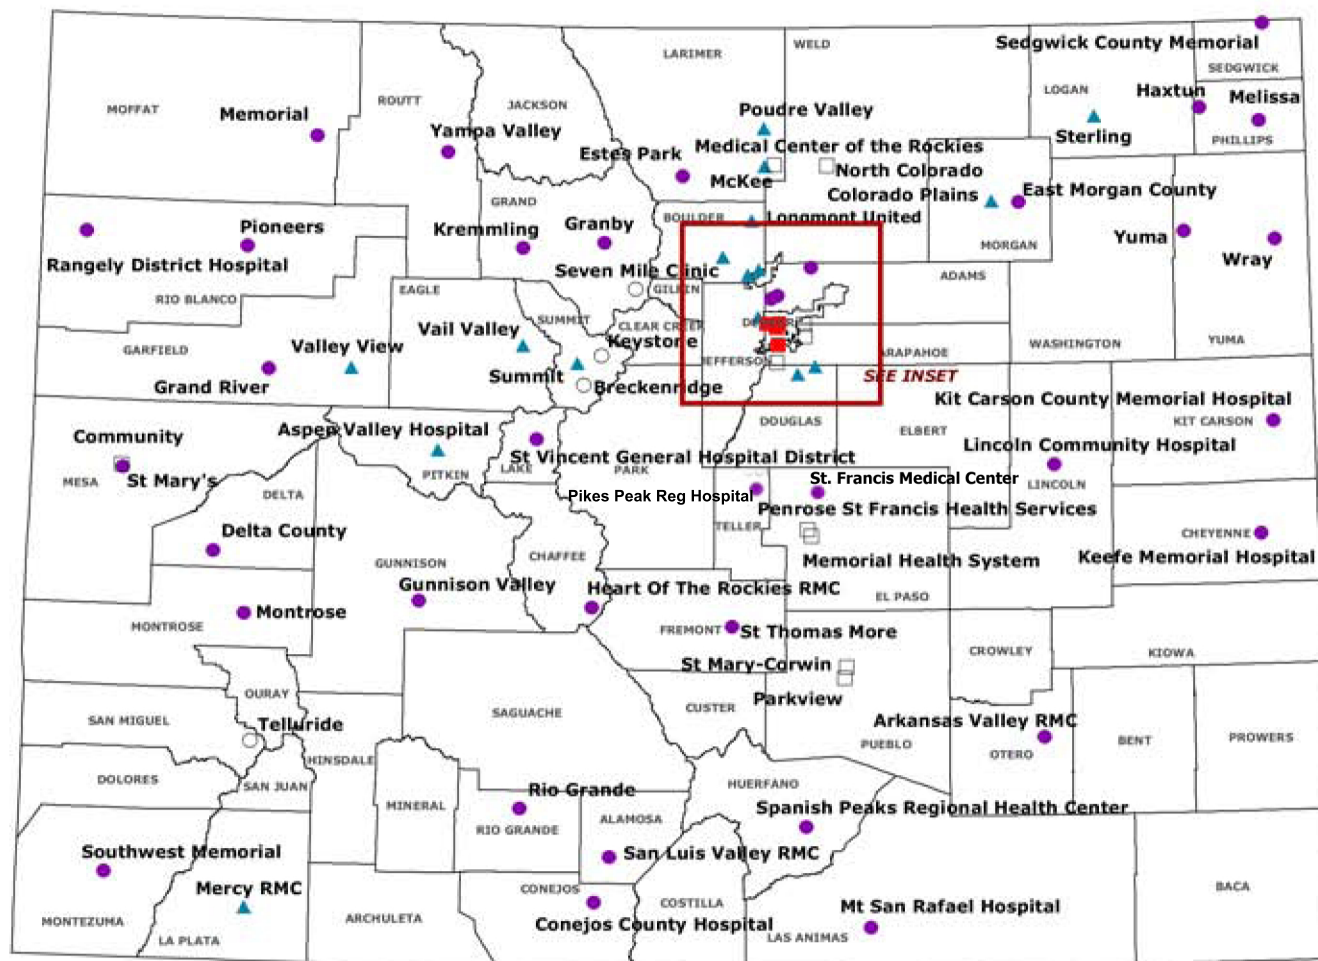 Sedgwick County Memorial
LARIMER
WELD
SEDGWICK
MOFFAT
ROUTT
JACKSON
LOGAN
Haxtun
Melissa
Memorial
Yampa Valley
Poudre Valley
Sterling
PHILLIPS
Estes Park
Medical Center of the Rockies
McKee
North Colorado
Colorado Plains
East Morgan County
GRAND
BOULDER
Longmont United
Pioneers
Kremmling
Granby
MORGAN
Yuma
Wray
Rangely District Hospital
Seven Mile Clinic
GILPIN
ADAMS
RIO BLANCO
EAGLE
SUMMIT
CLEAR CREEK
Vail Valley
Keystone
GARFIELD
Valley View
WASHINGTON
YUMA
JEFFERSON
ARAPAHOE
Grand River
Summit
Breckenridge
SEE INSET
Kit Carson County Memorial Hospital
KIT CARSON
Community
Aspen Valley Hospital
DOUGLAS
ELBERT
Lincoln Community Hospital
St Vincent General Hospital District
PITKIN
LAKE
PARK
MESA
St Mary's
St. Francis Medical Center
LINCOLN
DELTA
Pikes Peak Reg Hospital
Penrose St Francis Health Services
TELLER
Delta County
CHEYENNE
CHAFFEE
Memorial Health System
Keefe Memorial Hospital
GUNNISON
Gunnison Valley
Heart Of The Rockies RMC
EL PASO
Montrose
MONTROSE
FREMONT
St Thomas More
CROWLEY
KIOWA
St Mary-Corwin
OURAY
Parkview
SAN MIGUEL
Telluride
SAGUACHE
CUSTER
Arkansas Valley RMC
PUEBLO
OTERO
BENT
PROWERS
HINSDALE
DOLORES
SAN JUAN
HUERFANO
Rio Grande
MINERAL
Spanish Peaks Regional Health Center
RIO GRANDE
ALAMOSA
Southwest Memorial
San Luis Valley RMC
Mercy RMC
CONEJOS
BACA
COSTILLA
MONTEZUMA
ARCHULETA
Conejos County Hospital
Mt San Rafael Hospital
LA PLATA
LAS ANIMAS